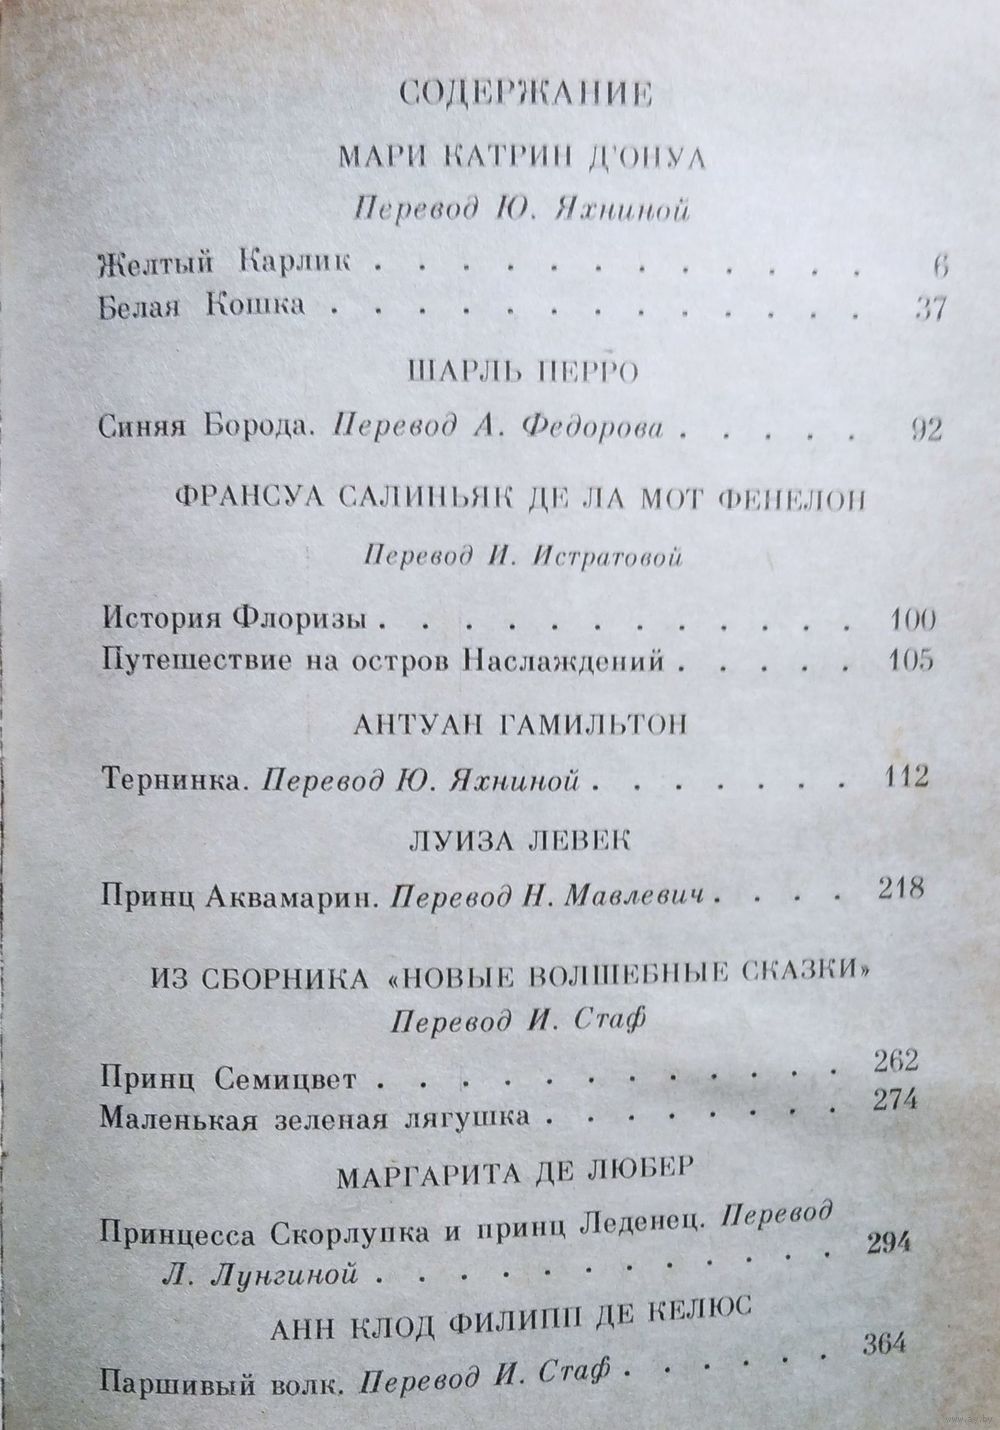 СОДЕРЖАНИЕ
МАРИ КАТРИН Д'ОНУА
Перевод Ю. Яхниной
Желтый Карлик . . . . . . . . . . . . 6
Белая Кошка . . . . . . . . . . . . . 37
ШАРЛЬ ПЕРРО
Синяя Борода. Перевод А. Федорова . . . . . 92
ФРАНСУА САЛИНЬЯК ДЕ ЛА МОТ ФЕНЕЛОН
Перевод И. Истратовой
История Флоризы . . . . . . . . . . . . 100
Путешествие на остров Наслаждений . . . . . 105
АНТУАН ГАМИЛЬТОН
Тернинка. Перевод Ю. Яхниной . . . . . . . 112
ЛУИЗА ЛЕВЕК
Принц Аквамарин. Перевод Н. Мавлевич . . . . 218
ИЗ СБОРНИКА «НОВЫЕ ВОЛШЕБНЫЕ СКАЗКИ»
Перевод И. Стаф
Принц Семицвет . . . . . . . . . . . 262
Маленькая зеленая лягушка . . . . . . . 274
МАРГАРИТА ДЕ ЛЮБЕР
Принцесса Скорлупка и принц Леденец. Перевод
Л. Лунгиной . . . . . . . . . . . 294
АНН КЛОД ФИЛИПП ДЕ КЕЛЮС
Паршивый волк. Перевод И. Стаф . . . . . . 364
www.ay.by